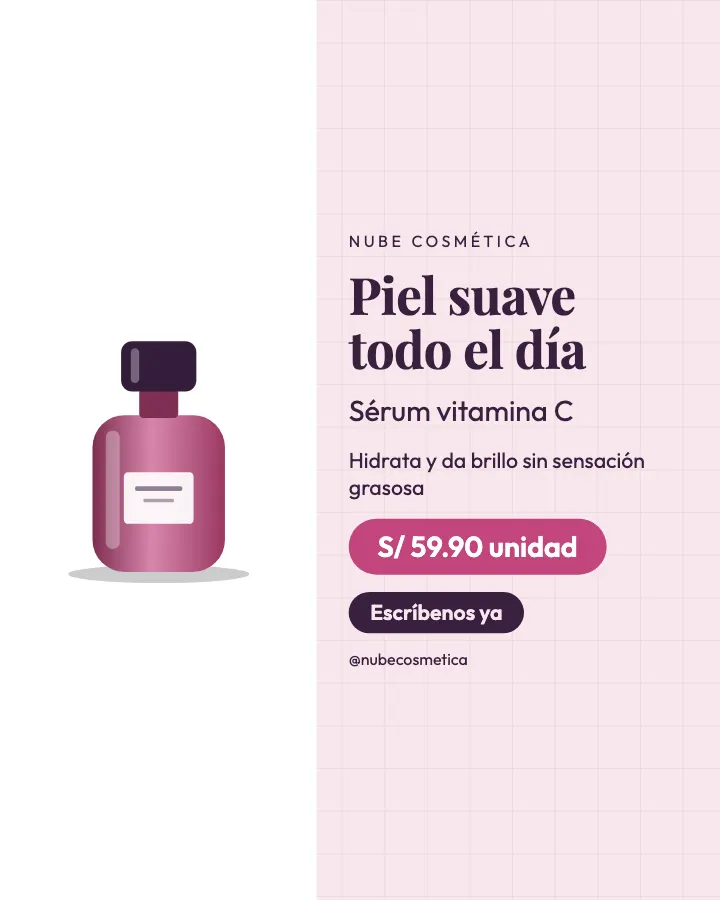 NUBE COSMÉTICA
Piel suave
todo el día
Sérum vitamina C
Hidrata y da brillo sin sensación
grasosa
S/ 59.90 unidad
Escríbenos ya
@nubecosmetica